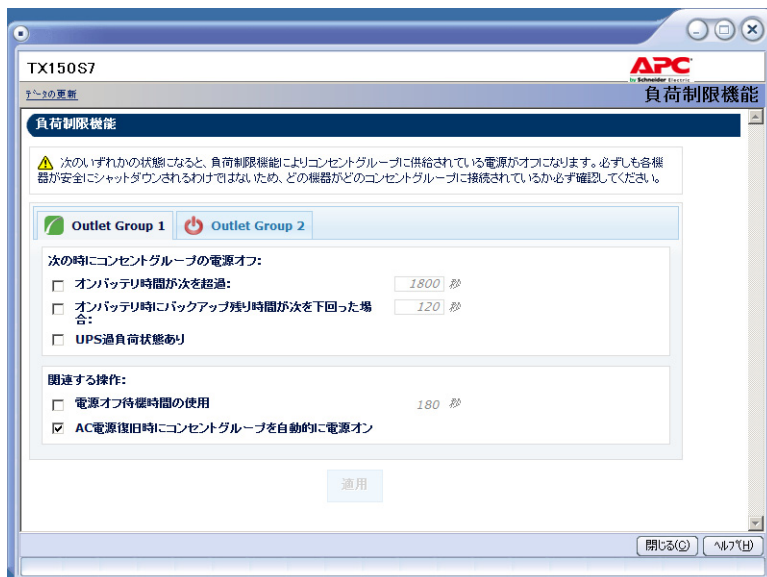 TX150S7
APC
by Schneider Electric
ﾃﾞｰﾀの更新
負荷制限機能
負荷制限機能
次のいずれかの状態になると、負荷制限機能によりコンセントグループに供給されている電源がオフになります。必ずしも各機
器が安全にシャットダウンされるわけではないため、どの機器がどのコンセントグループに接続されているか必ず確認してください。
Outlet Group 1 Outlet Group 2
次の時にコンセントグループの電源オフ:
オンバッテリ時間が次を超過: 1800 秒
オンバッテリ時にバックアップ残り時間が次を下回った場 120 秒
合:
UPS過負荷状態あり
関連する操作:
電源オフ待機時間の使用 180 秒
AC電源復旧時にコンセントグループを自動的に電源オン
適用
閉じる(C) ﾍﾙﾌﾟ(H)